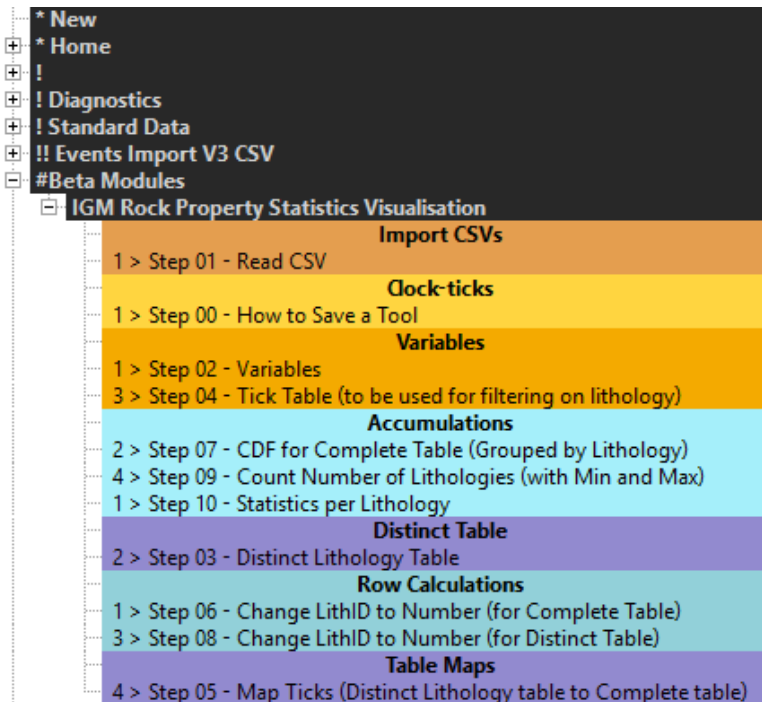 * New
* Home
!
! Diagnostics
! Standard Data
!! Events Import V3 CSV
#Beta Modules
IGM Rock Property Statistics Visualisation
Import CSVs
1 > Step 01 - Read CSV
Clock-ticks
1 > Step 00 - How to Save a Tool
Variables
1 > Step 02 - Variables
3 > Step 04 - Tick Table (to be used for filtering on lithology)
Accumulations
2 > Step 07 - CDF for Complete Table (Grouped by Lithology)
4 > Step 09 - Count Number of Lithologies (with Min and Max)
1 > Step 10 - Statistics per Lithology
Distinct Table
2 > Step 03 - Distinct Lithology Table
Row Calculations
1 > Step 06 - Change LithID to Number (for Complete Table)
3 > Step 08 - Change LithID to Number (for Distinct Table)
Table Maps
4 > Step 05 - Map Ticks (Distinct Lithology table to Complete table)